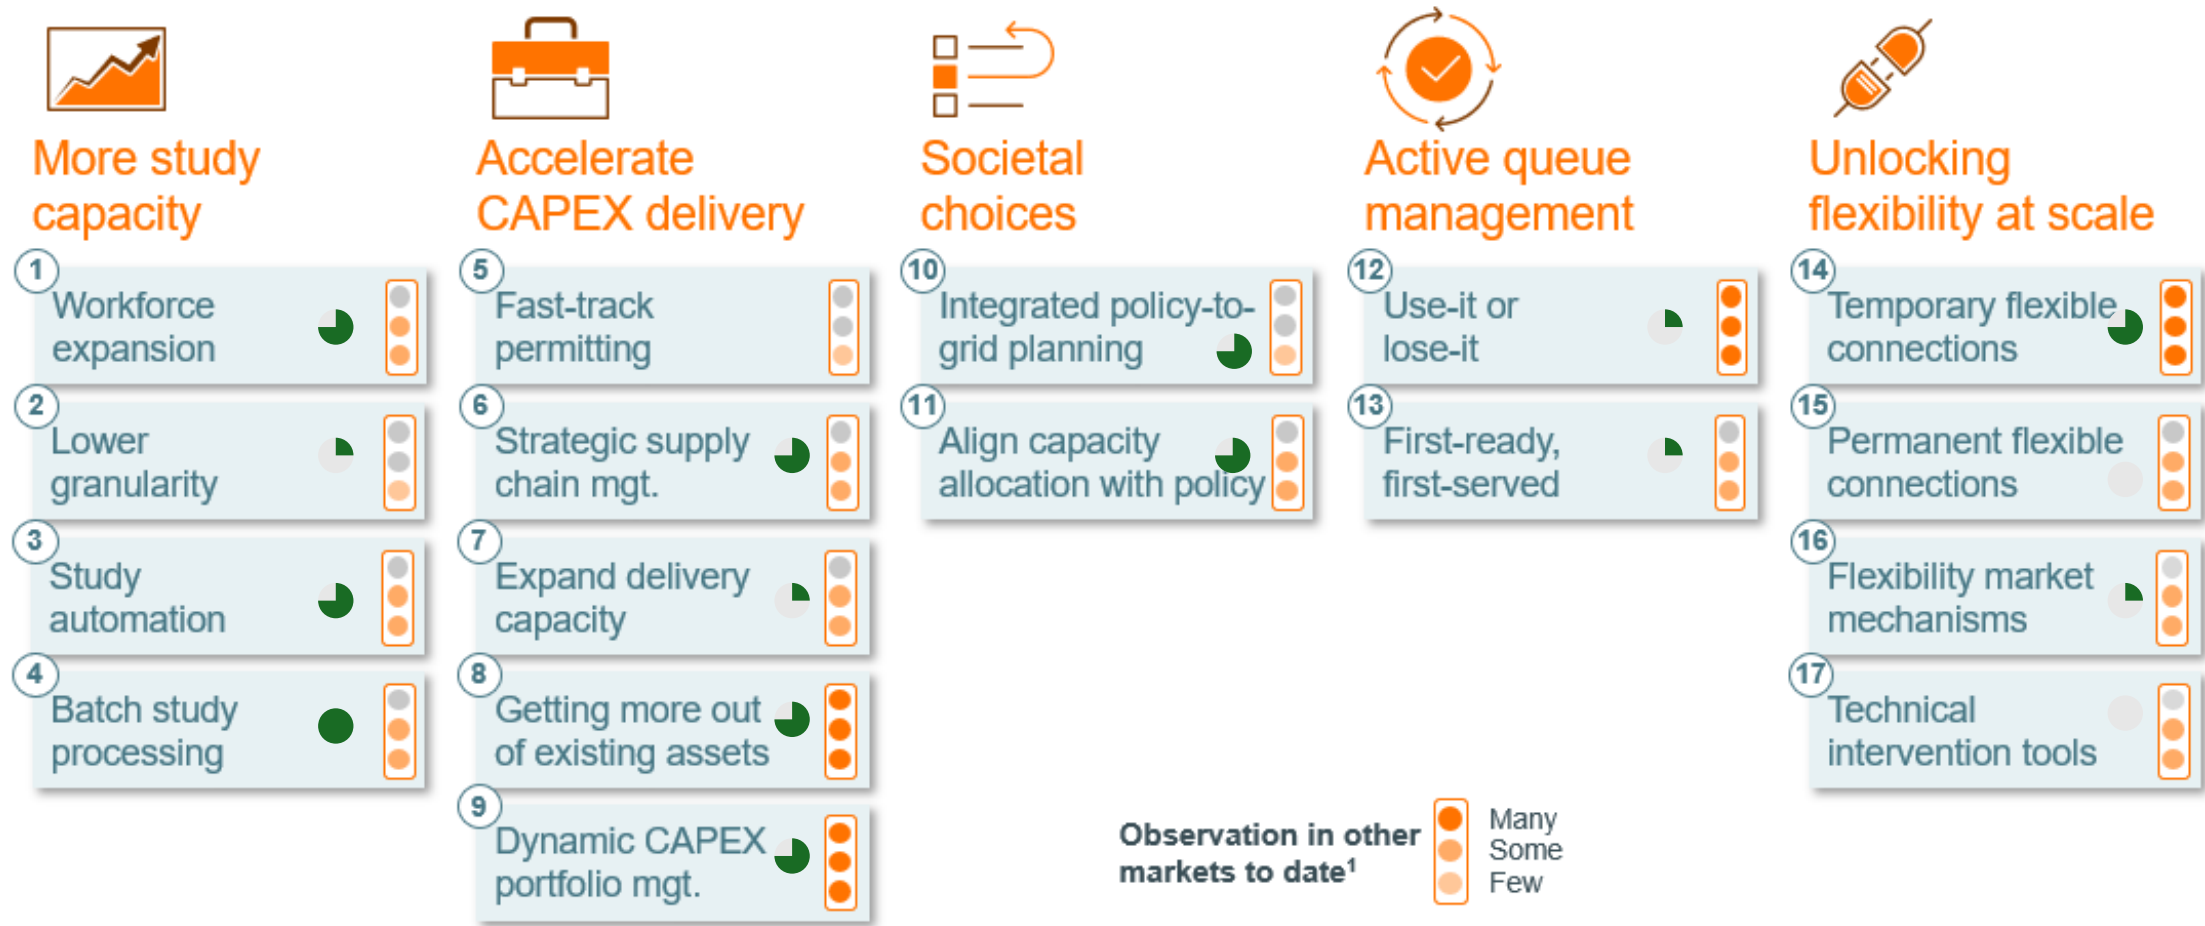 More study
capacity
1
Workforce
expansion
2
Lower
granularity
3
Study
automation
4
Batch study
processing
Accelerate
CAPEX delivery
5
Fast-track
permitting
6
Strategic supply
chain mgt.
7
Expand delivery
capacity
8
Getting more out
of existing assets
9
Dynamic CAPEX
portfolio mgt.
Societal
choices
10
Integrated policy-to-
grid planning
11
Align capacity
allocation with policy
Active queue
management
12
Use-it or
lose-it
13
First-ready,
first-served
Unlocking
flexibility at scale
14
Temporary flexible
connections
15
Permanent flexible
connections
16
Flexibility market
mechanisms
17
Technical
intervention tools
Observation in other
markets to date¹
Many
Some
Few